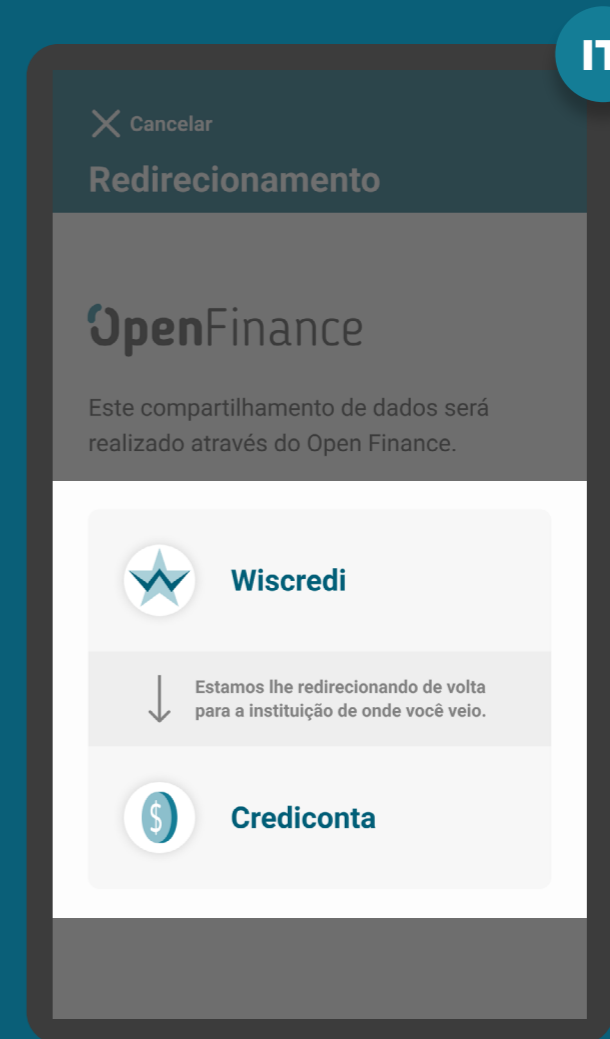 IT
Cancelar
Redirecionamento
OpenFinance
Este compartilhamento de dados será
realizado através do Open Finance.
Wiscredi
Estamos lhe redirecionando de volta
para a instituição de onde você veio.
$
Crediconta